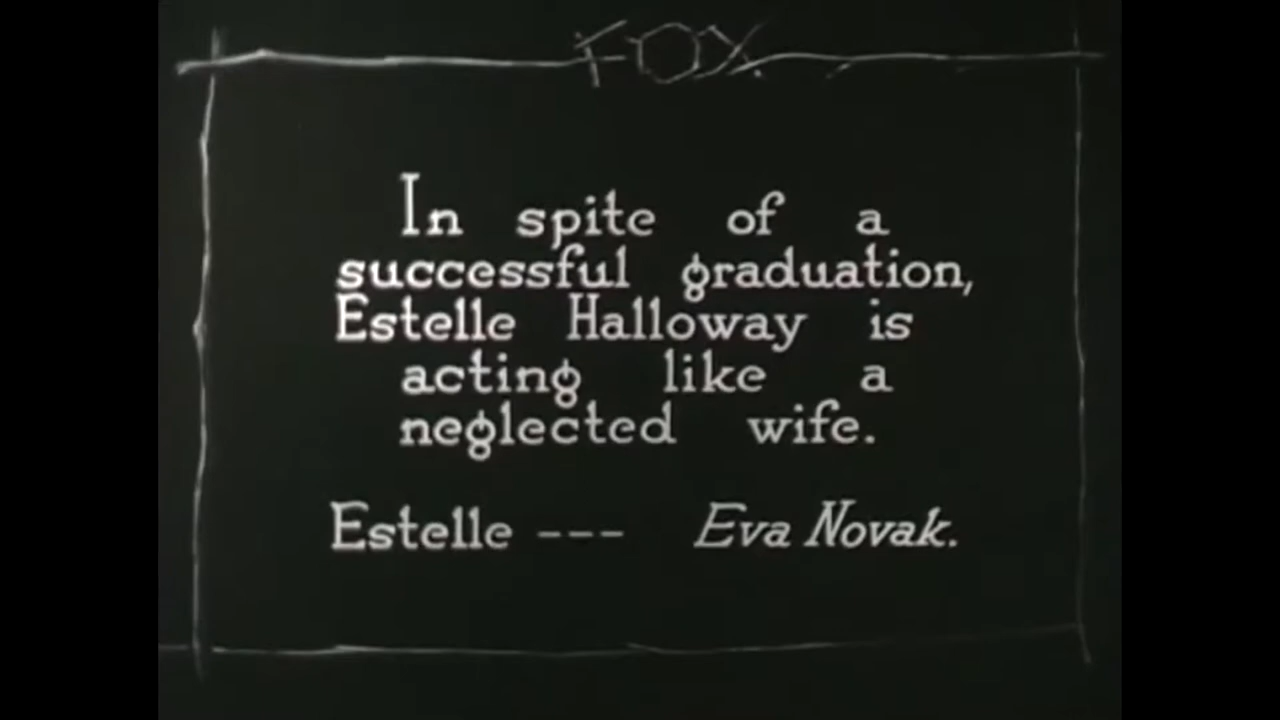 FOX
In spite of a
successful graduation,
Estelle Halloway is
acting like a
neglected wife.
Estelle --- Eva Novak.